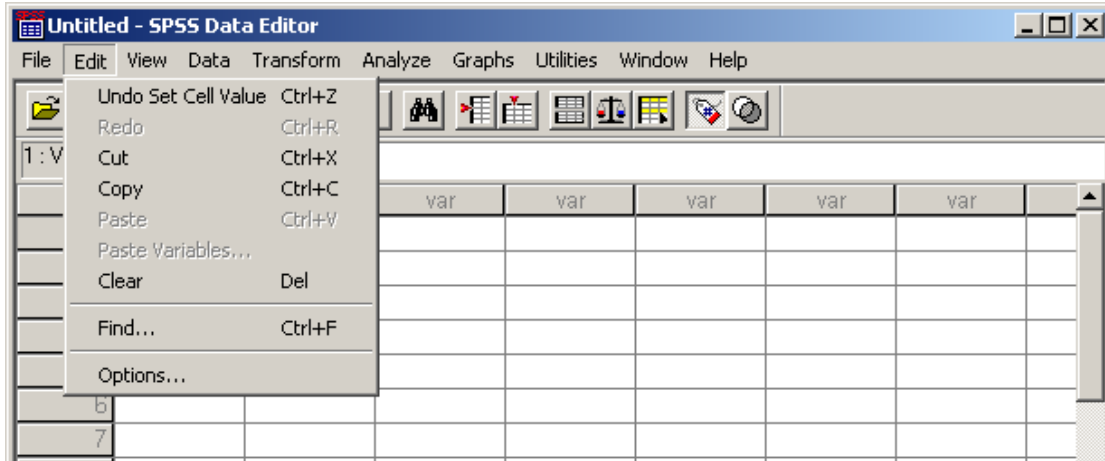 Untitled - SPSS Data Editor
File Edit View Data Transform Analyze Graphs Utilities Window Help
Undo Set Cell Value Ctrl+Z
Redo Ctrl+R
Cut Ctrl+X
Copy Ctrl+C
Paste Ctrl+V
Paste Variables...
Clear Del
Find... Ctrl+F
Options...
1 : V
var var var var var
6
7